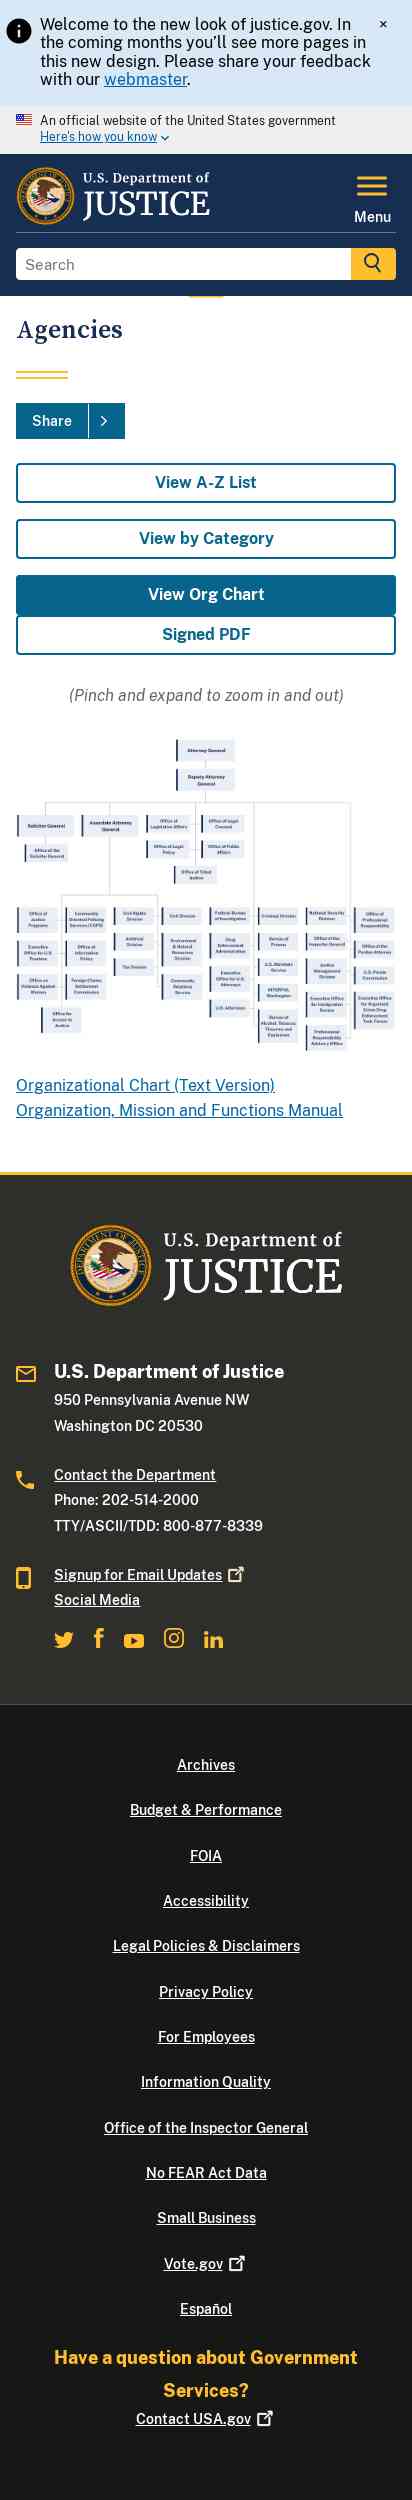 Welcome to the new look of justice.gov. In
the coming months you’ll see more pages in
this new design. Please share your feedback
with our webmaster.
×
An official website of the United States government
Here's how you know
U.S. Department of
JUSTICE
Menu
Search
Agencies
Share
View A-Z List
View by Category
View Org Chart
Signed PDF
(Pinch and expand to zoom in and out)
Attorney General
Deputy Attorney
General
Solicitor General
Associate Attorney
General
Office of
Legislative Affairs
Office of Legal
Counsel
Office of the
Solicitor General
Office of Legal
Policy
Office of Public
Affairs
Office of Tribal
Justice
Office of
Justice
Programs
Community
Oriented Policing
Services (COPS)
Civil Rights
Division
Civil Division
Federal Bureau
of Investigation
Criminal Division
National Security
Division
Office of
Professional
Responsibility
Executive
Office for U.S.
Trustees
Office of
Information
Policy
Antitrust
Division
Environment
& Natural
Resources
Division
Drug
Enforcement
Administration
Bureau of
Prisons
Office of the
Inspector General
Office of the
Pardon Attorney
Office on
Violence Against
Women
Foreign Claims
Settlement
Commission
Tax Division
Community
Relations
Service
Executive
Office for U.S.
Attorneys
U.S. Marshals
Service
Justice
Management
Division
U.S. Parole
Commission
Office for
Access to
Justice
U.S. Attorneys
INTERPOL
Washington
Executive Office
for Immigration
Review
Executive Office
for Organized
Crime Drug
Enforcement
Task Forces
Bureau of
Alcohol, Tobacco,
Firearms and
Explosives
Professional
Responsibility
Advisory Office
Organizational Chart (Text Version)
Organization, Mission and Functions Manual
U.S. Department of
JUSTICE
U.S. Department of Justice
950 Pennsylvania Avenue NW
Washington DC 20530
Contact the Department
Phone: 202-514-2000
TTY/ASCII/TDD: 800-877-8339
Signup for Email Updates
Social Media
Archives
Budget & Performance
FOIA
Accessibility
Legal Policies & Disclaimers
Privacy Policy
For Employees
Information Quality
Office of the Inspector General
No FEAR Act Data
Small Business
Vote.gov
Español
Have a question about Government
Services?
Contact USA.gov